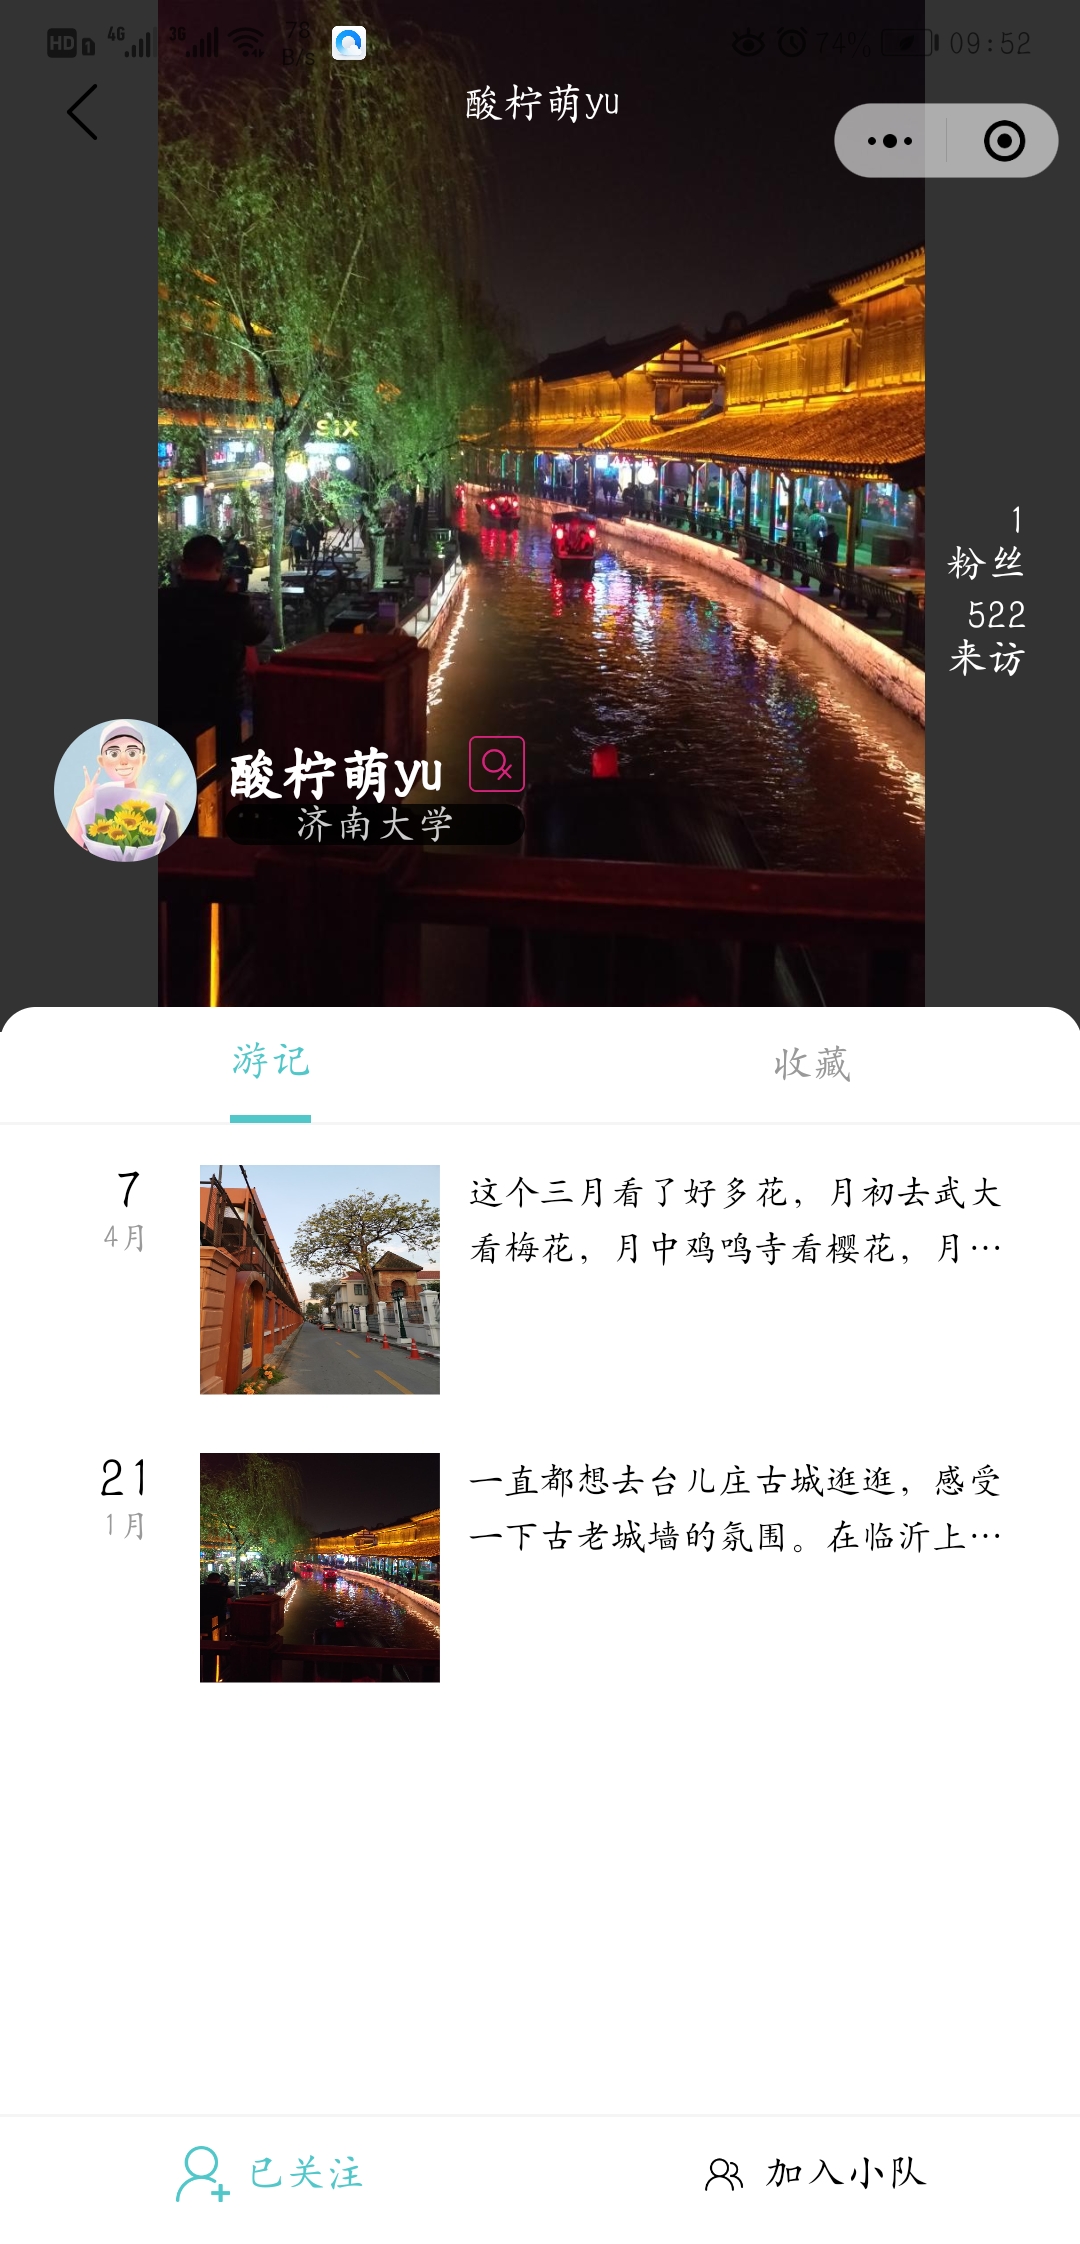 HD 1 4G 3G 78 B/s 74% 09:52
酸柠萌yu
six
1
粉丝
522
来访
酸柠萌yu
济南大学
游记
收藏
7
4月
这个三月看了好多花，月初去武大
看梅花，月中鸡鸣寺看樱花，月…
21
1月
一直都想去台儿庄古城逛逛，感受
一下古老城墙的氛围。在临沂上…
已关注
加入小队